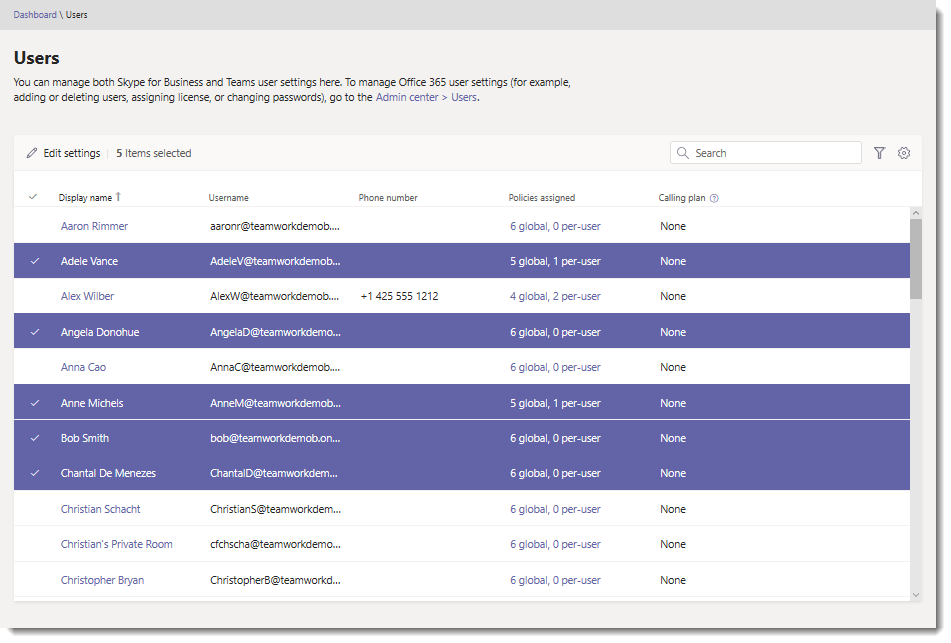 Dashboard \ Users
Users
You can manage both Skype for Business and Teams user settings here. To manage Office 365 user settings (for example,
adding or deleting users, assigning license, or changing passwords), go to the Admin center > Users.
Edit settings | 5 Items selected Search
Display name ↑ Username Phone number Policies assigned Calling plan ?
Aaron Rimmer aaronr@teamworkdemob.... 6 global, 0 per-user None
Adele Vance AdeleV@teamworkdemob... 5 global, 1 per-user None
Alex Wilber AlexW@teamworkdemob.... +1 425 555 1212 4 global, 2 per-user None
Angela Donohue AngelaD@teamworkdemo... 6 global, 0 per-user None
Anna Cao AnnaC@teamworkdemob.... 6 global, 0 per-user None
Anne Michels AnneM@teamworkdemob... 5 global, 1 per-user None
Bob Smith bob@teamworkdemob.on... 6 global, 0 per-user None
Chantal De Menezes ChantalD@teamworkdem... 6 global, 0 per-user None
Christian Schacht ChristianS@teamworkdem... 6 global, 0 per-user None
Christian's Private Room cfchscha@teamworkdemo... 6 global, 0 per-user None
Christopher Bryan ChristopherB@teamworkd... 6 global, 0 per-user None